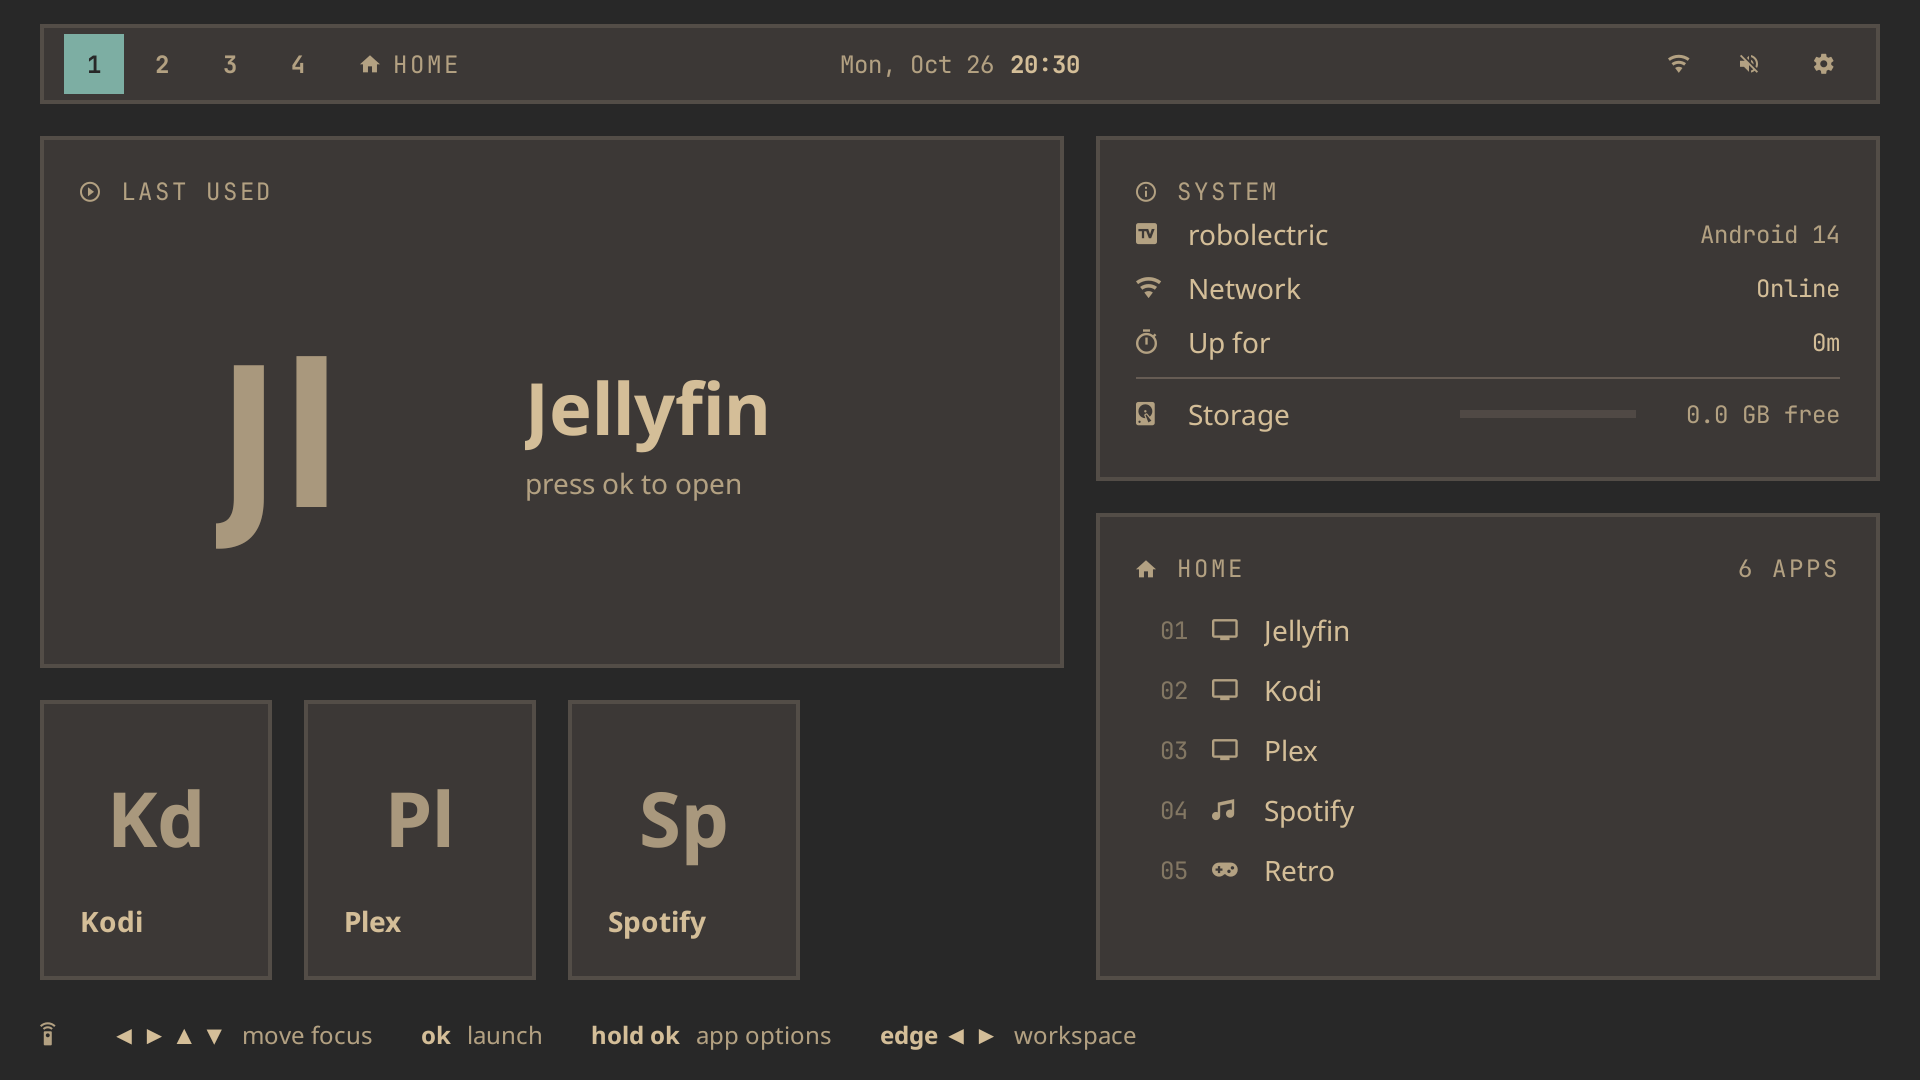 1 2 3 4 HOME Mon, Oct 26 20:30
LAST USED
Jl
Jellyfin
press ok to open
Kd
Kodi
Pl
Plex
Sp
Spotify
SYSTEM
TV robolectric Android 14
Network Online
Up for 0m
Storage 0.0 GB free
HOME 6 APPS
01 Jellyfin
02 Kodi
03 Plex
04 Spotify
05 Retro
◀ ▶ ▲ ▼ move focus ok launch hold ok app options edge ◀ ▶ workspace